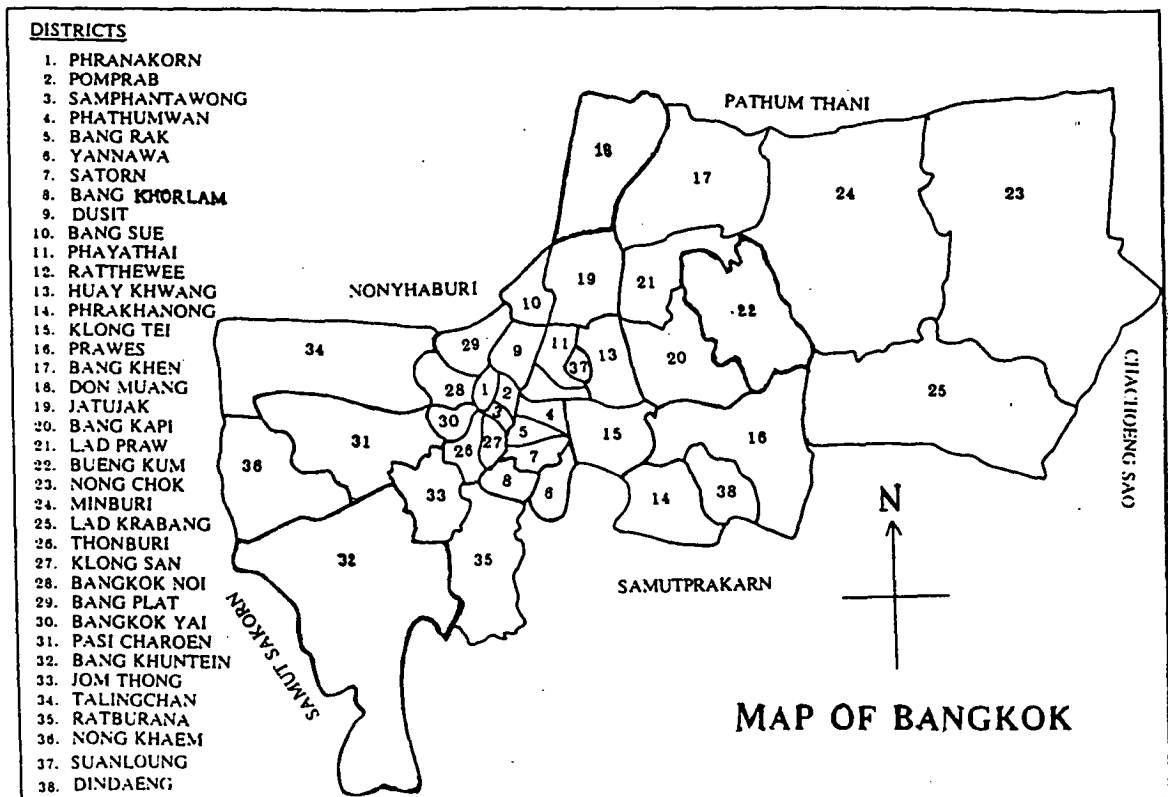 DISTRICTS
1. PHRANAKORN
2. POMPRAB
3. SAMPHANTAWONG
4. PHATHUMWAN
5. BANG RAK
6. YANNAWA
7. SATORN
8. BANG KHORLAM
9. DUSIT
10. BANG SUE
11. PHAYATHAI
12. RATTHEWEE
13. HUAY KHWANG
14. PHRAKHANONG
15. KLONG TEI
16. PRAWES
17. BANG KHEN
18. DON MUANG
19. JATUJAK
20. BANG KAPI
21. LAD PRAW
22. BUENG KUM
23. NONG CHOK
24. MINBURI
25. LAD KRABANG
26. THONBURI
27. KLONG SAN
28. BANGKOK NOI
29. BANG PLAT
30. BANGKOK YAI
31. PASI CHAROEN
32. BANG KHUNTEIN
33. JOM THONG
34. TALINGCHAN
35. RATBURANA
36. NONG KHAEM
37. SUANLOUNG
38. DINDAENG
PATHUM THANI
18
17
24
23
19
21
NONYHABURI
10
22
34
29
9
11
37
13
20
25
28
1
2
3
4
30
31
5
15
16
26
27
7
36
33
8
6
14
38
32
35
CHACHOENG SAO
N
SAMUTPRAKARN
SAMUT SAKORN
MAP OF BANGKOK